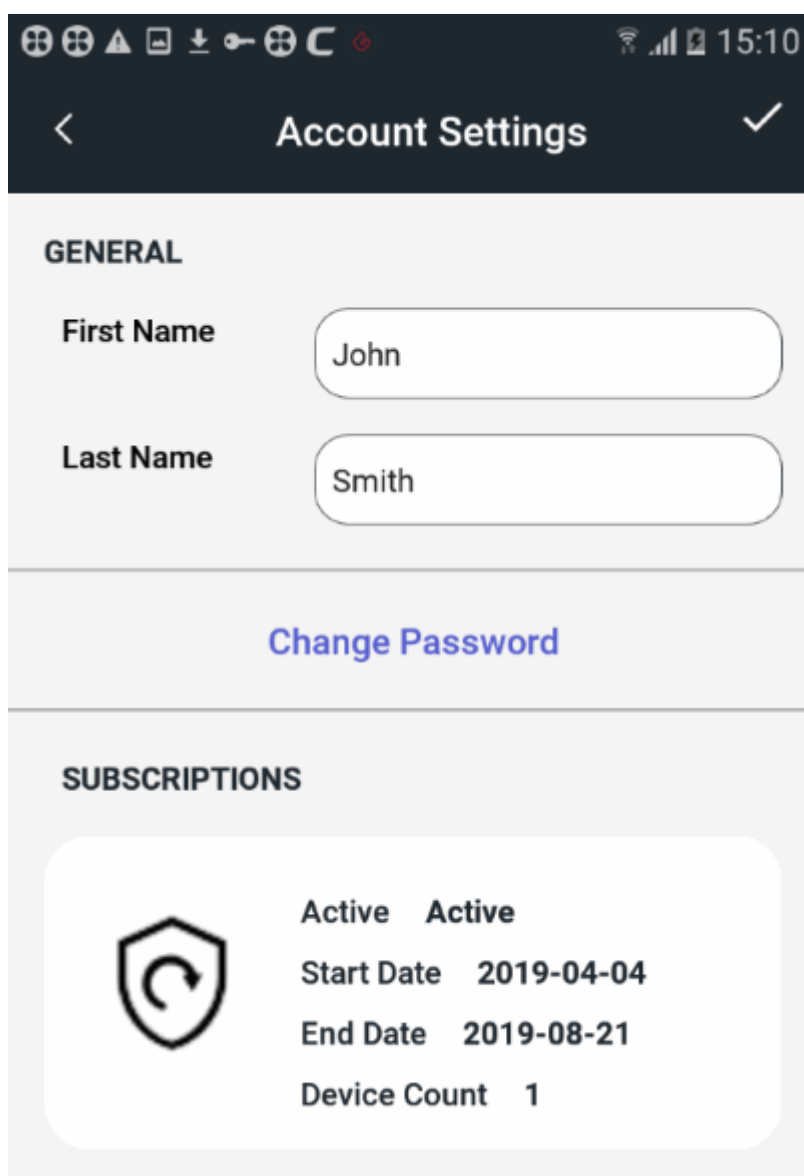 15:10
Account Settings
GENERAL
First Name John
Last Name Smith
Change Password
SUBSCRIPTIONS
Active Active
Start Date 2019-04-04
End Date 2019-08-21
Device Count 1